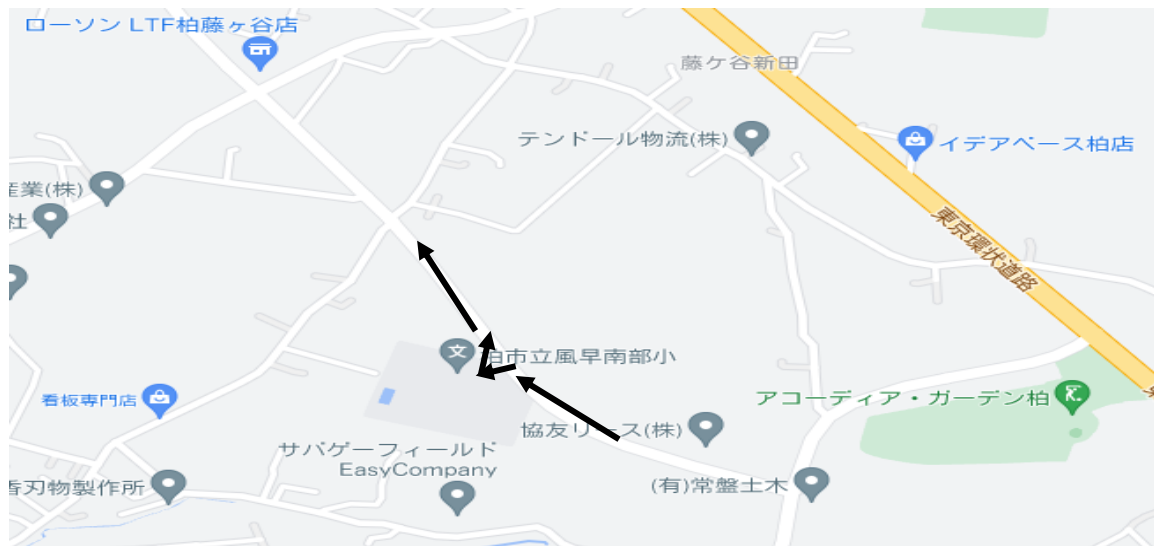 ローソン LTF柏藤ヶ谷店
藤ケ谷新田
テンドール物流(株)
イデアベース柏店
産業(株)
社
東京環状道路
柏市立風早南部小
看板専門店
アコーディア・ガーデン柏
協友リース(株)
サバゲーフィールド
EasyCompany
香刃物製作所
(有)常盤土木
文